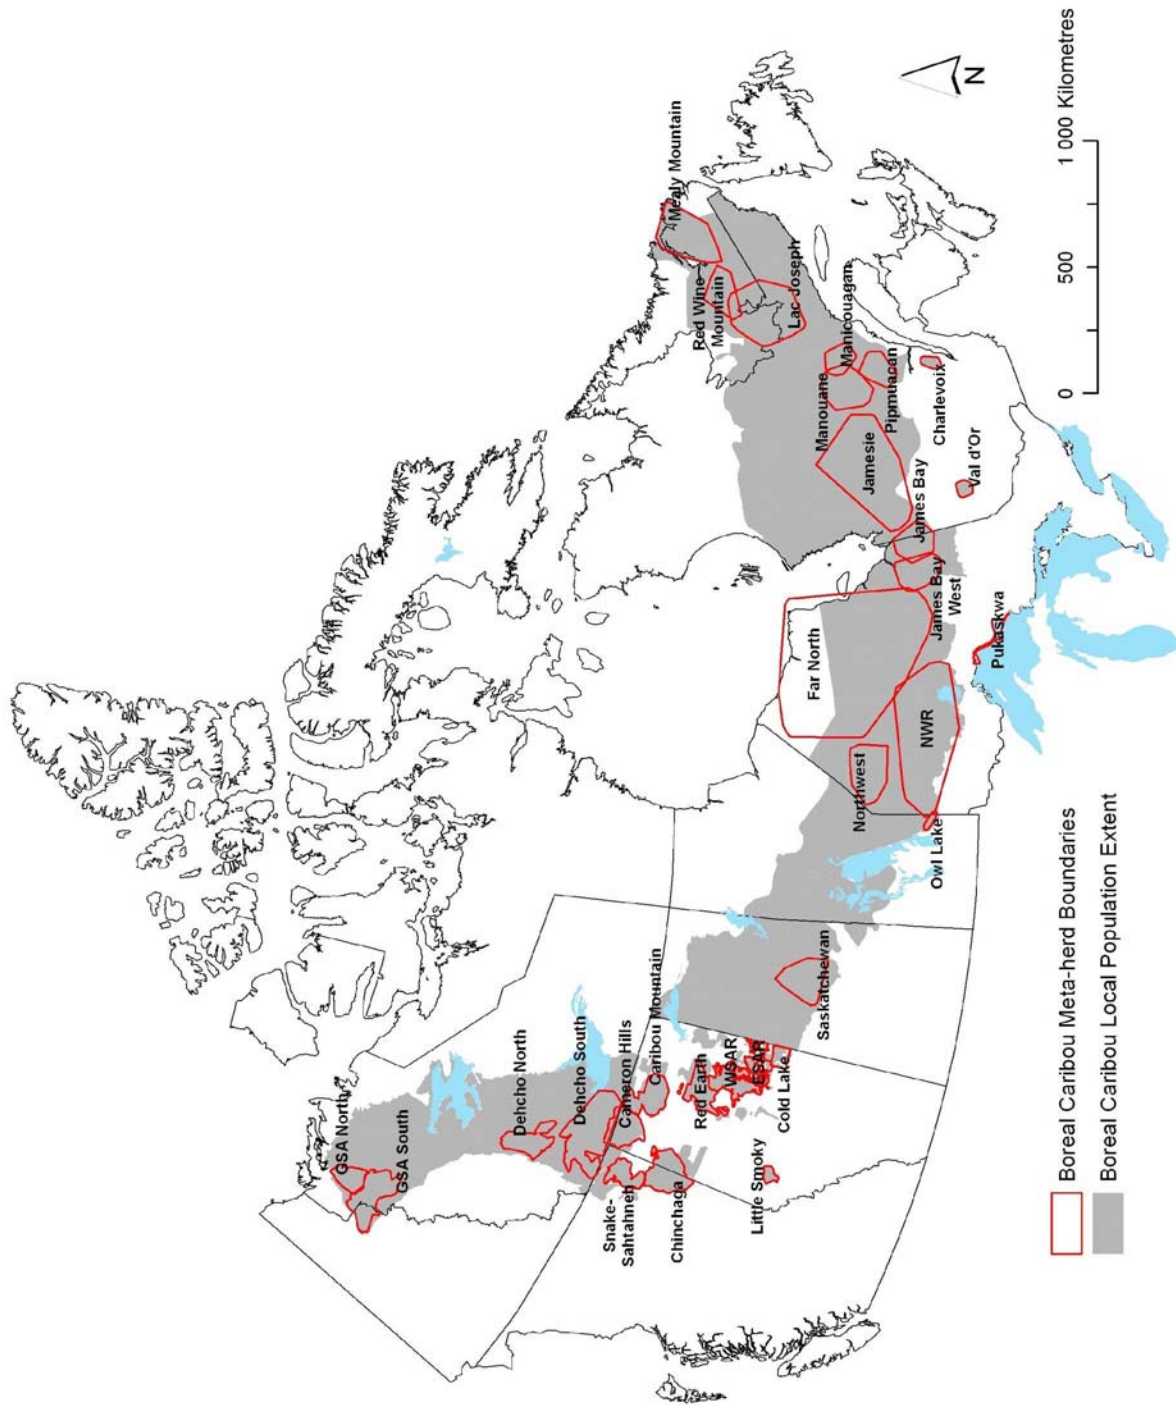 GSA North
GSA South
Dehcho North
Dehcho South
Cameron Hills
Caribou Mountain
Snake-
Sahtahneh
Chinchaga
Red Earth
WSAR
ESAR
Cold Lake
Little Smoky
Saskatchewan
Owl Lake
Northwest
NWR
Far North
Pukaskwa
James Bay
West
James Bay
Jamesie
Val d'Or
Charlevoix
Manouane
Pipmuacan
Manicouagan
Lac Joseph
Red Wine
Mountain
Mealy Mountain
N
0
500
1 000 Kilometres
Boreal Caribou Meta-herd Boundaries
Boreal Caribou Local Population Extent